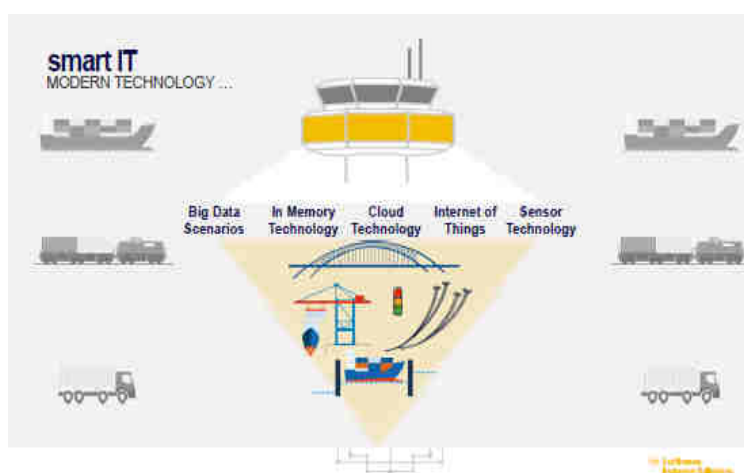 smart IT
MODERN TECHNOLOGY ...
Big Data
Scenarios
In Memory
Technology
Cloud
Technology
Internet of
Things
Sensor
Technology